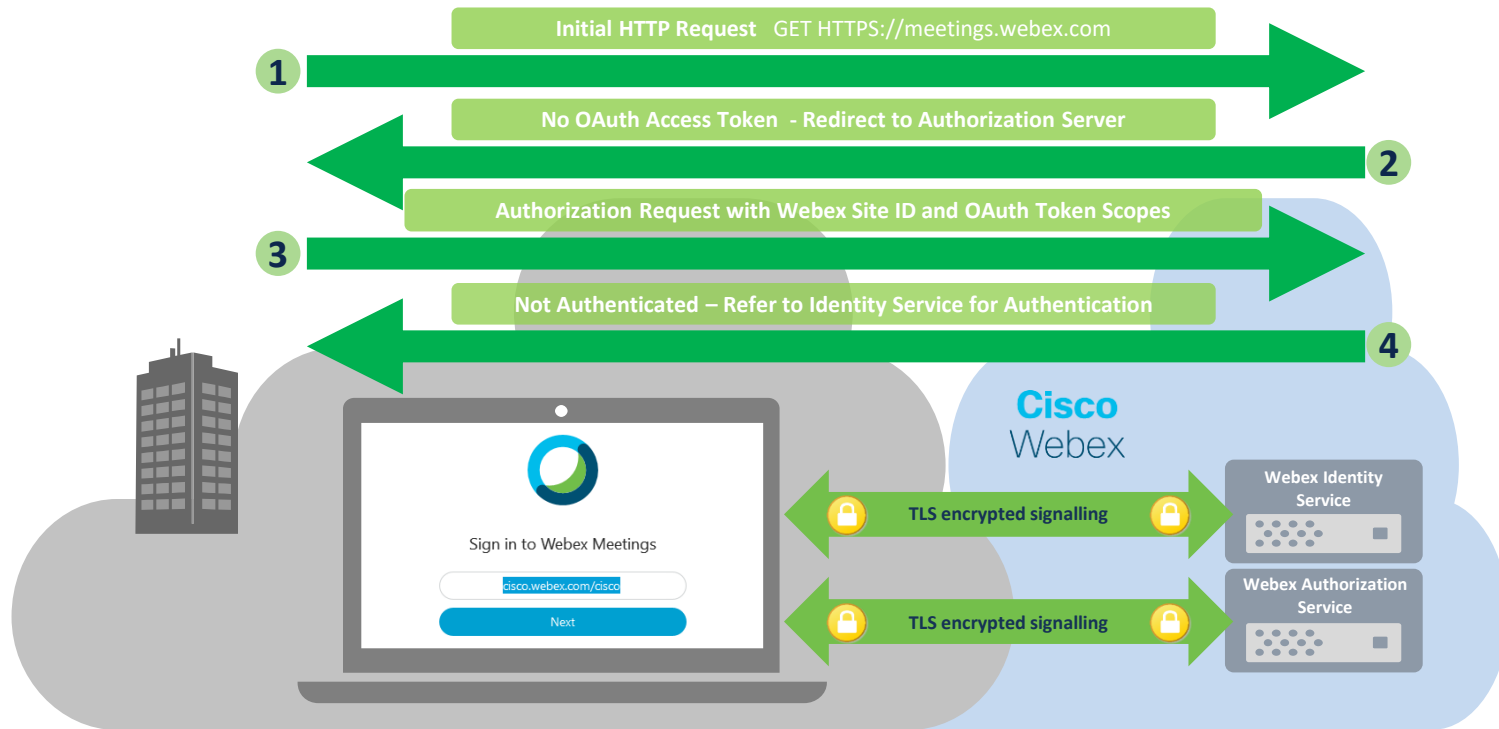 Initial HTTP Request GET HTTPS://meetings.webex.com
1
No OAuth Access Token - Redirect to Authorization Server
2
Authorization Request with Webex Site ID and OAuth Token Scopes
3
Not Authenticated – Refer to Identity Service for Authentication
4
Cisco
Webex
Sign in to Webex Meetings
cisco.webex.com/cisco
Next
TLS encrypted signalling
Webex Identity
Service
TLS encrypted signalling
Webex Authorization
Service